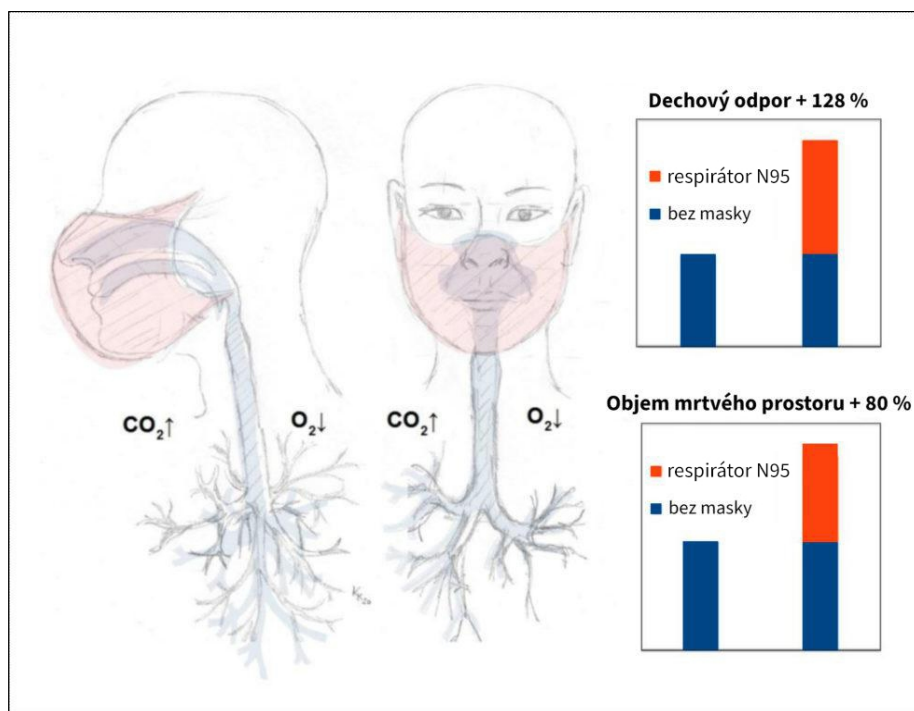 Dechový odpor + 128 %
respirátor N95
bez masky
CO₂↑
O₂↓
CO₂↑
O₂↓
Objem mrtvého prostoru + 80 %
respirátor N95
bez masky